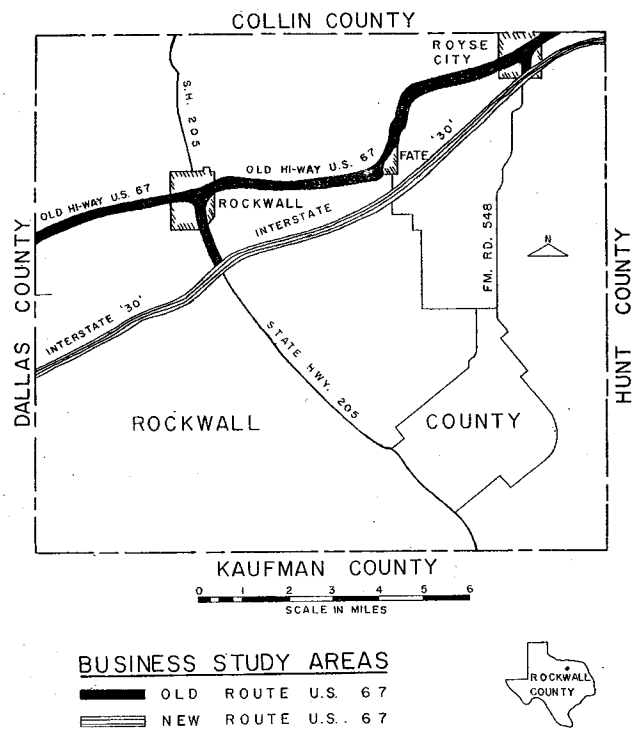 COLLIN COUNTY
ROYSE
CITY
S.H. 205
'30'
OLD HI-WAY U.S. 67
FATE
OLD HI-WAY U.S. 67
ROCKWALL
INTERSTATE
FM. RD. 548
N
DALLAS COUNTY
HUNT COUNTY
INTERSTATE '30'
STATE HWY. 205
ROCKWALL
COUNTY
KAUFMAN COUNTY
0 1 2 3 4 5 6
SCALE IN MILES
BUSINESS STUDY AREAS
OLD ROUTE U.S. 67
NEW ROUTE U.S.. 67
ROCKWALL
COUNTY